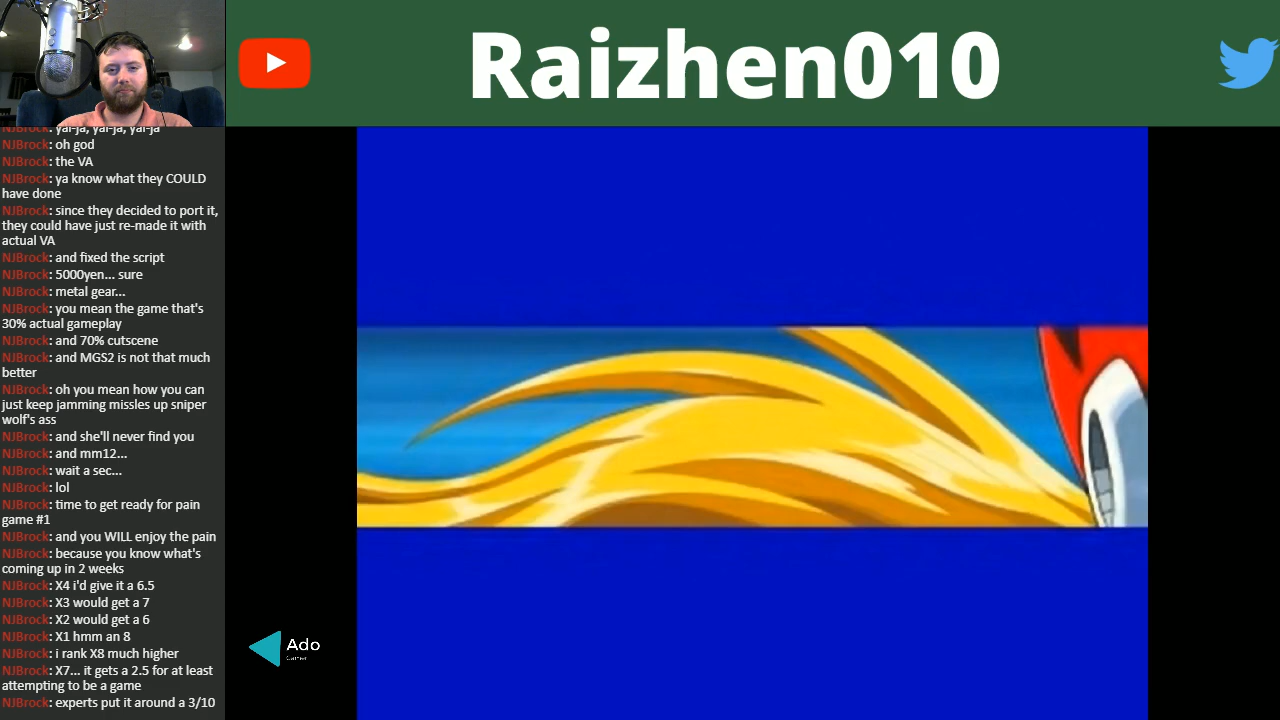 Raizhen010
yai-ja, yai-ja, yai-ja
NJBrock: oh god
NJBrock: the VA
NJBrock: ya know what they COULD
have done
NJBrock: since they decided to port it,
they could have just re-made it with
actual VA
NJBrock: and fixed the script
NJBrock: 5000yen... sure
NJBrock: metal gear...
NJBrock: you mean the game that's
30% actual gameplay
NJBrock: and 70% cutscene
NJBrock: and MGS2 is not that much
better
NJBrock: oh you mean how you can
just keep jamming missles up sniper
wolf's ass
NJBrock: and she'll never find you
NJBrock: and mm12...
NJBrock: wait a sec...
NJBrock: lol
NJBrock: time to get ready for pain
game #1
NJBrock: and you WILL enjoy the pain
NJBrock: because you know what's
coming up in 2 weeks
NJBrock: X4 i'd give it a 6.5
NJBrock: X3 would get a 7
NJBrock: X2 would get a 6
NJBrock: X1 hmm an 8
NJBrock: i rank X8 much higher
NJBrock: X7... it gets a 2.5 for at least
attempting to be a game
NJBrock: experts put it around a 3/10
Ado